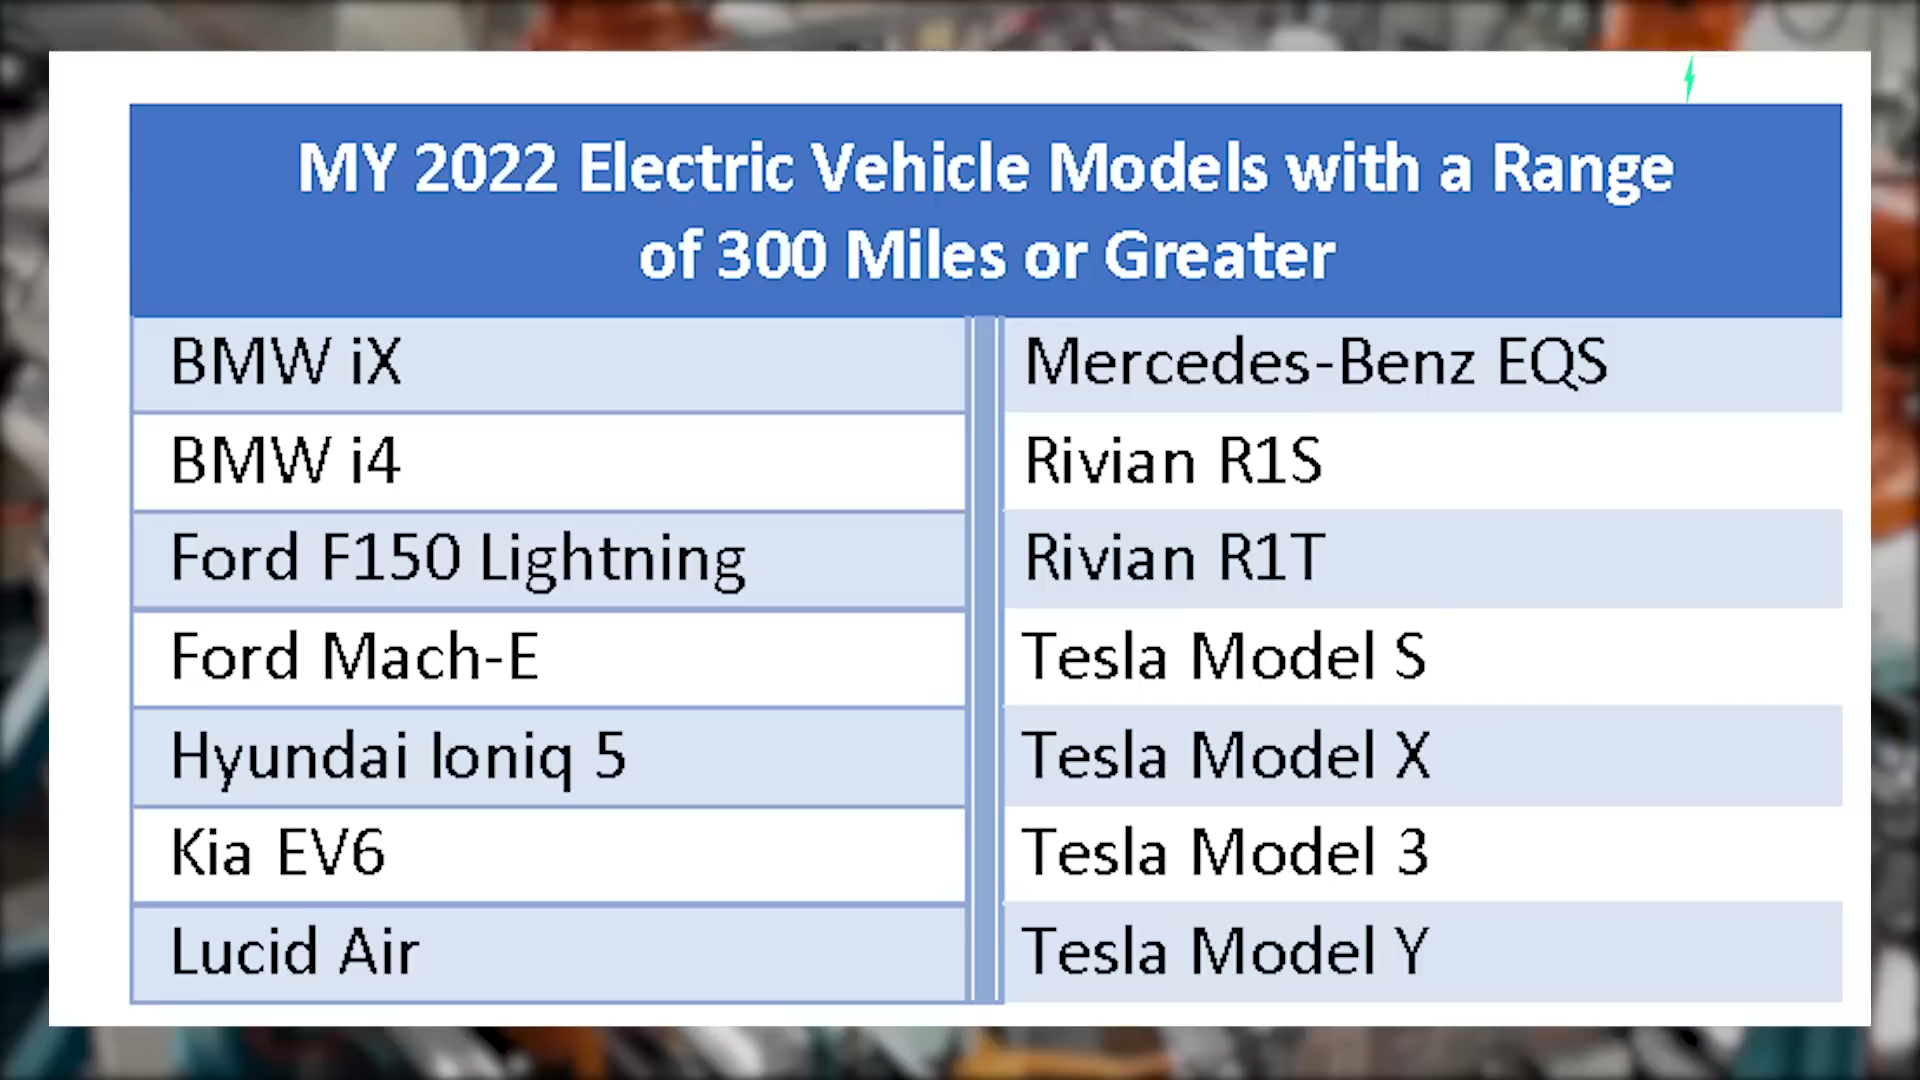 MY 2022 Electric Vehicle Models with a Range
of 300 Miles or Greater
BMW iX
Mercedes-Benz EQS
BMW i4
Rivian R1S
Ford F150 Lightning
Rivian R1T
Ford Mach-E
Tesla Model S
Hyundai Ioniq 5
Tesla Model X
Kia EV6
Tesla Model 3
Lucid Air
Tesla Model Y